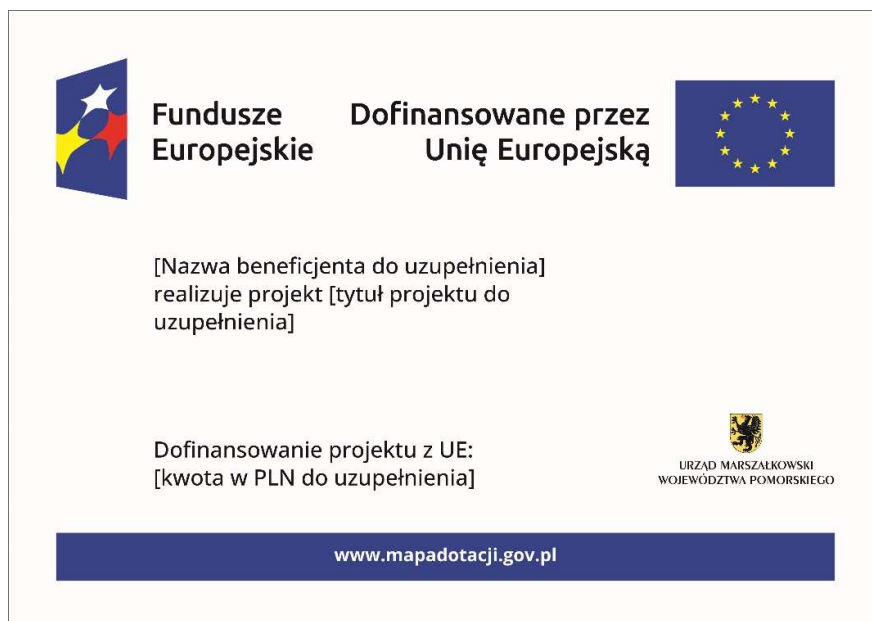 Fundusze
Europejskie
Dofinansowane przez
Unię Europejską
[Nazwa beneficjenta do uzupełnienia]
realizuje projekt [tytuł projektu do
uzupełnienia]
Dofinansowanie projektu z UE:
[kwota w PLN do uzupełnienia]
URZĄD MARSZAŁKOWSKI
WOJEWÓDZTWA POMORSKIEGO
www.mapadotacji.gov.pl